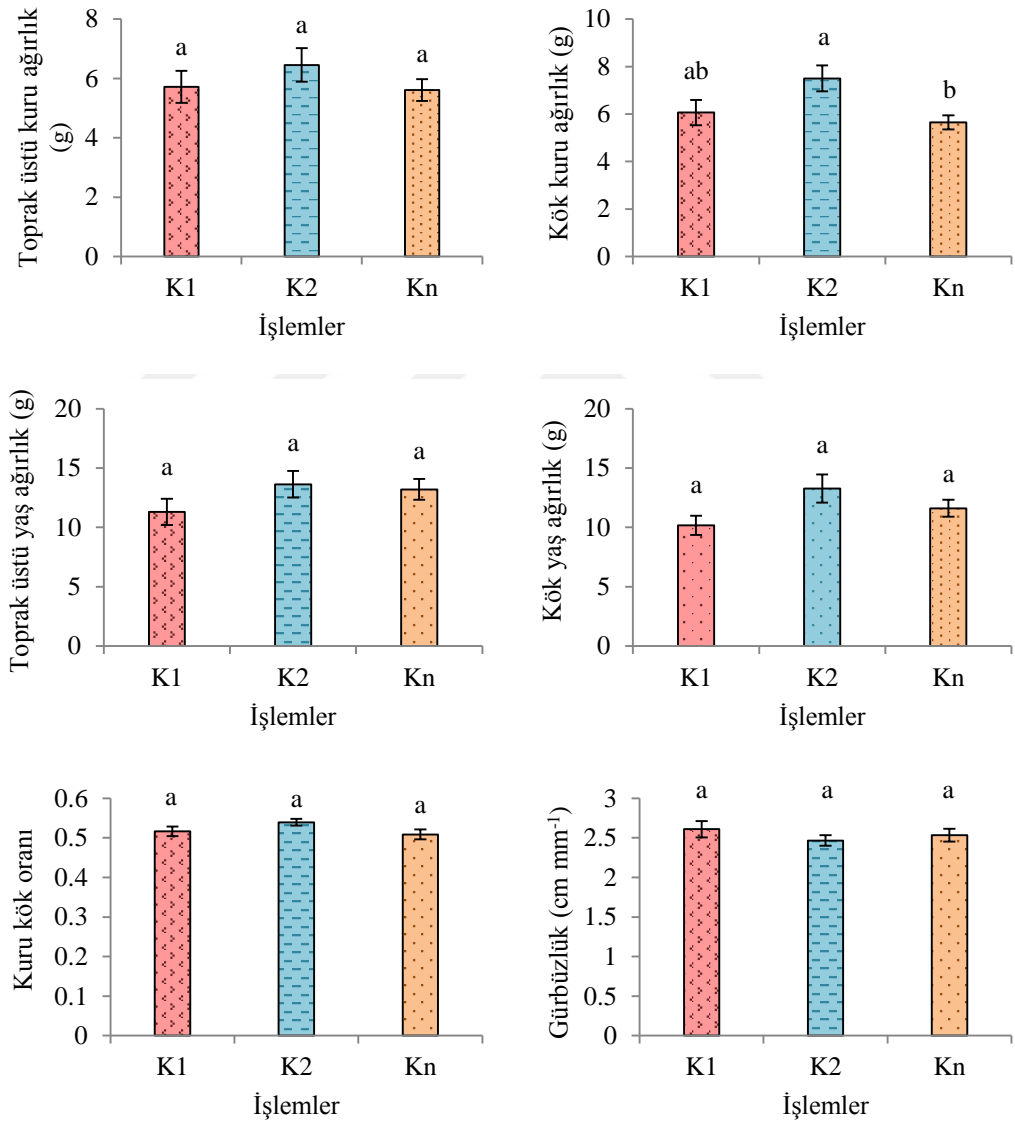 Toprak üstü kuru ağırlık
(g)
8
6
4
2
0
a
a
a
K1
K2
Kn
İşlemler
Kök kuru ağırlık (g)
10
8
6
4
2
0
ab
a
b
K1
K2
Kn
İşlemler
Toprak üstü yaş ağırlık (g)
20
15
10
5
0
a
a
a
K1
K2
Kn
İşlemler
Kök yaş ağırlık (g)
20
15
10
5
0
a
a
a
K1
K2
Kn
İşlemler
Kuru kök oranı
0.6
0.5
0.4
0.3
0.2
0.1
0
a
a
a
K1
K2
Kn
İşlemler
Gürbüzlük (cm mm⁻¹)
3
2.5
2
1.5
1
0.5
0
a
a
a
K1
K2
Kn
İşlemler